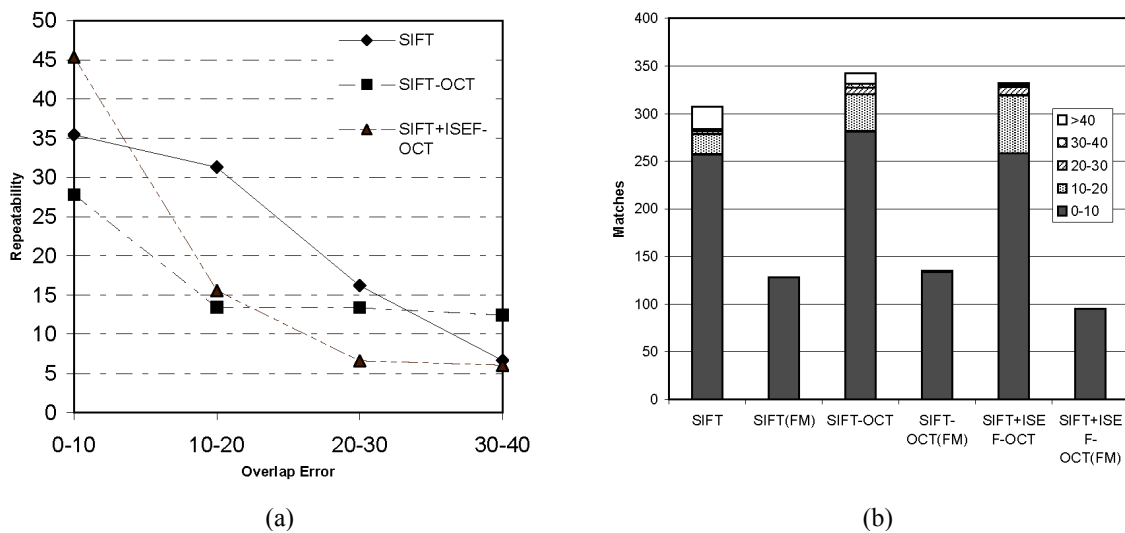 50
45
40
35
30
25
20
15
10
5
0
Repeatability
0-10
10-20
20-30
30-40
Overlap Error
SIFT
SIFT-OCT
SIFT+ISEF-
OCT
(a)
400
350
300
250
200
150
100
50
0
Matches
>40
30-40
20-30
10-20
0-10
SIFT
SIFT(FM)
SIFT-OCT
SIFT-
OCT(FM)
SIFT+ISE
F-OCT
SIFT+ISE
F-
OCT(FM)
(b)